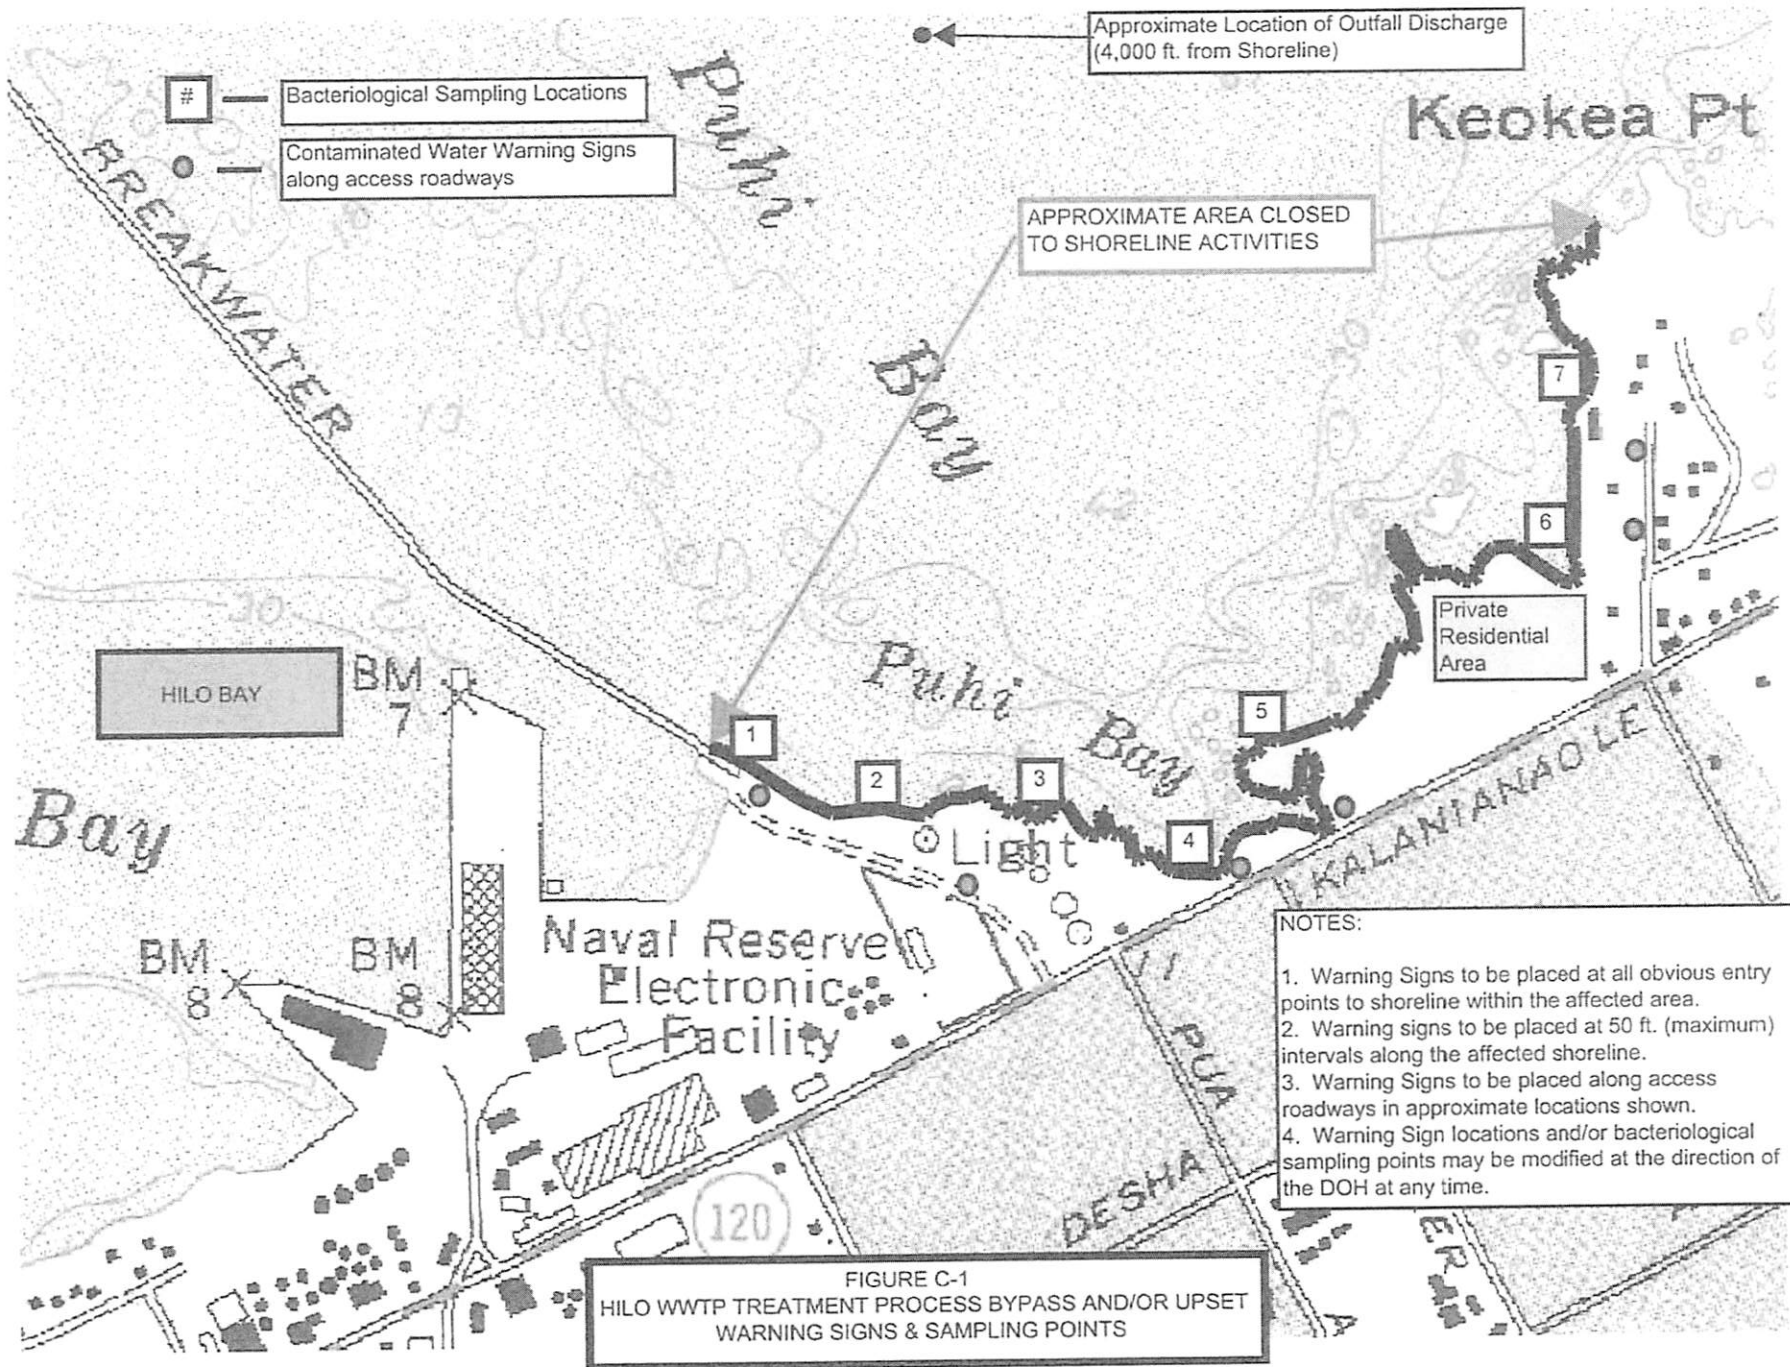 Approximate Location of Outfall Discharge
(4,000 ft. from Shoreline)
#
Bacteriological Sampling Locations
Contaminated Water Warning Signs
along access roadways
Puhi
Bay
Keokea Pt
APPROXIMATE AREA CLOSED
TO SHORELINE ACTIVITIES
BREAKWATER
18
13
42
30
7
6
Private
Residential
Area
HILO BAY
BM
7
Puhi
Bay
5
1
2
3
4
Bay
Light
KALANIANAOLE
BM
8
BM
8
Naval Reserve
Electronic
Facility
NOTES:
1. Warning Signs to be placed at all obvious entry
points to shoreline within the affected area.
2. Warning signs to be placed at 50 ft. (maximum)
intervals along the affected shoreline.
3. Warning Signs to be placed along access
roadways in approximate locations shown.
4. Warning Sign locations and/or bacteriological
sampling points may be modified at the direction of
the DOH at any time.
PUA
DESHA
120
FIGURE C-1
HILO WWTP TREATMENT PROCESS BYPASS AND/OR UPSET
WARNING SIGNS & SAMPLING POINTS